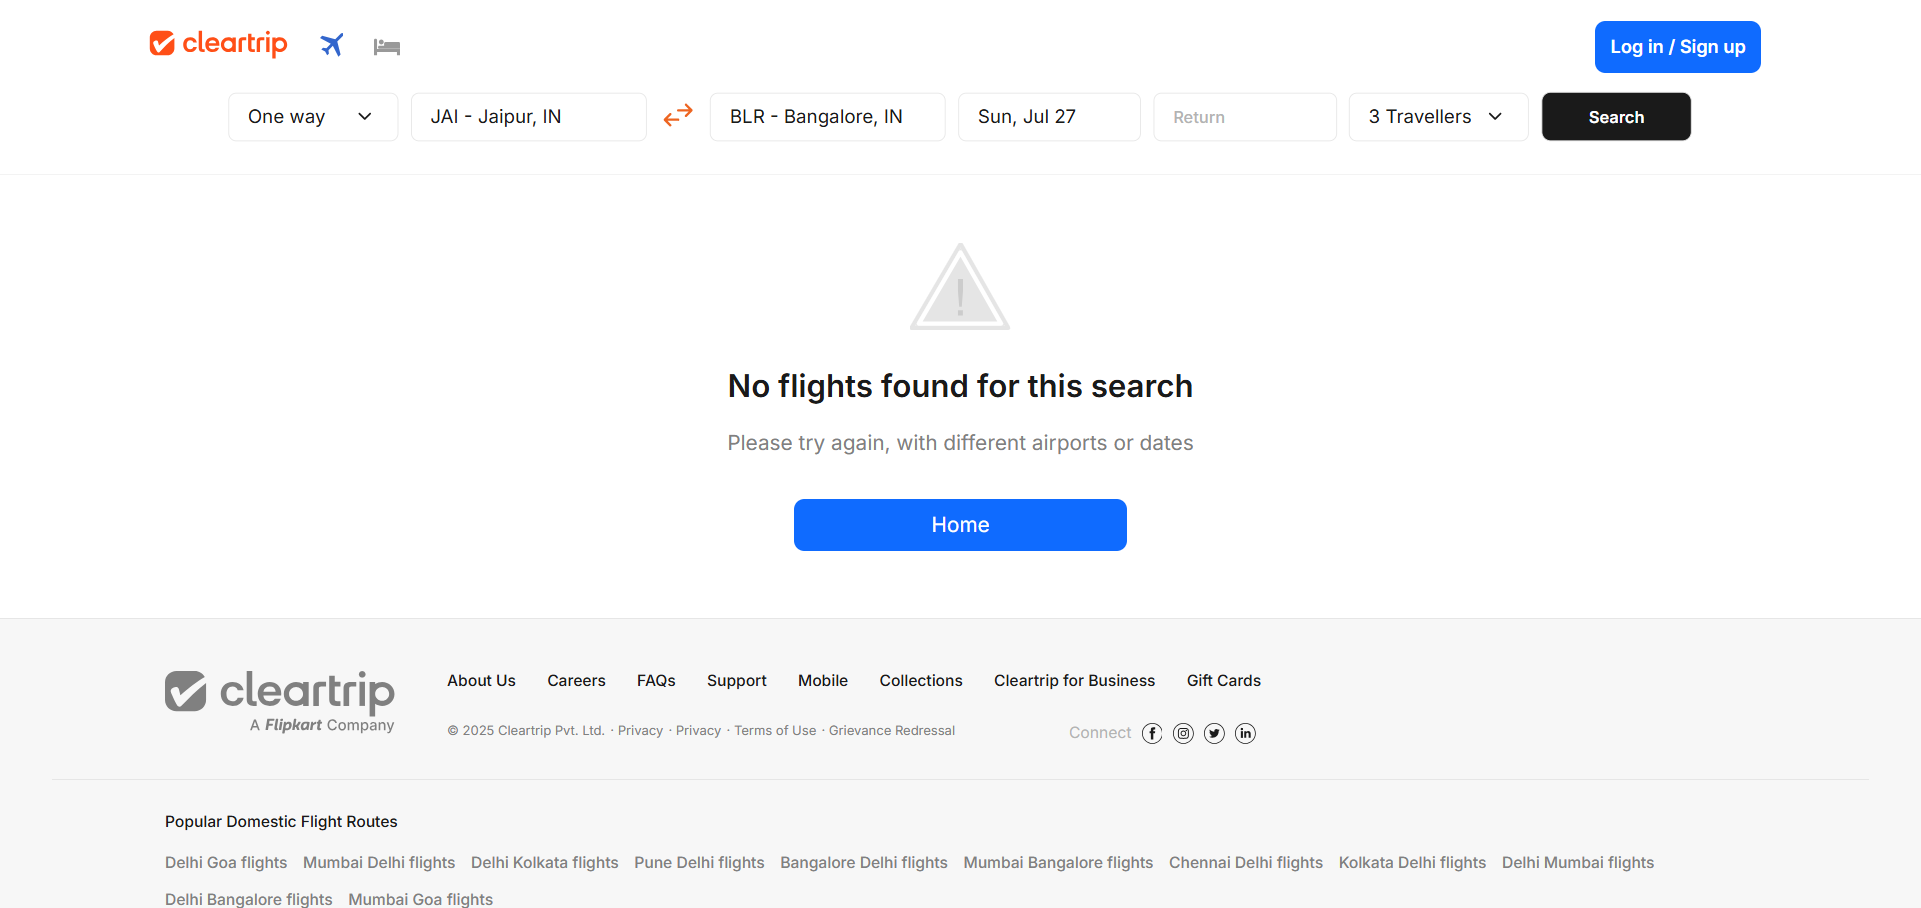 cleartrip
Log in / Sign up
One way JAI - Jaipur, IN BLR - Bangalore, IN Sun, Jul 27 Return 3 Travellers Search
No flights found for this search
Please try again, with different airports or dates
Home
cleartrip
A Flipkart Company
About Us Careers FAQs Support Mobile Collections Cleartrip for Business Gift Cards
© 2025 Cleartrip Pvt. Ltd. · Privacy · Privacy · Terms of Use · Grievance Redressal Connect
Popular Domestic Flight Routes
Delhi Goa flights Mumbai Delhi flights Delhi Kolkata flights Pune Delhi flights Bangalore Delhi flights Mumbai Bangalore flights Chennai Delhi flights Kolkata Delhi flights Delhi Mumbai flights
Delhi Bangalore flights Mumbai Goa flights